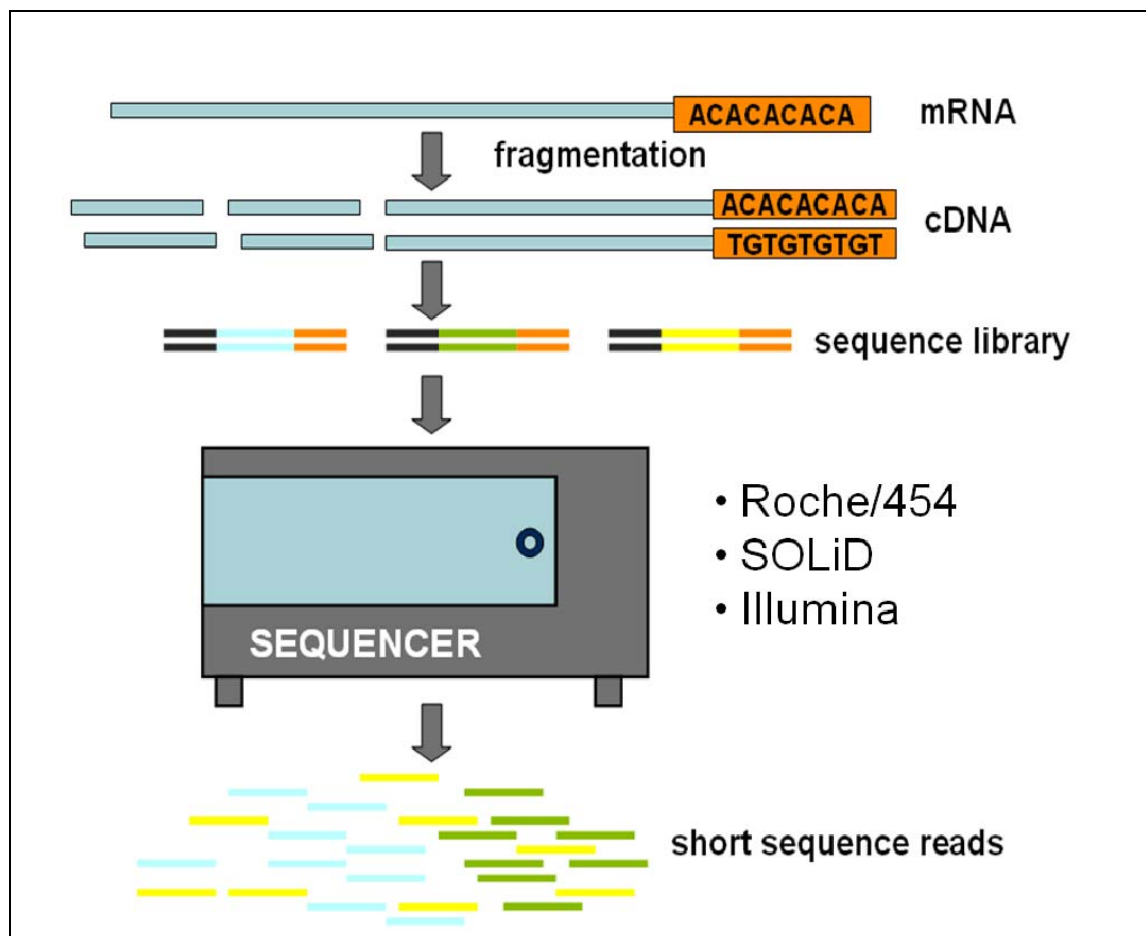 ACACACACA mRNA
fragmentation
ACACACACA
cDNA
TGTGTGTGT
sequence library
• Roche/454
• SOLiD
• Illumina
SEQUENCER
short sequence reads